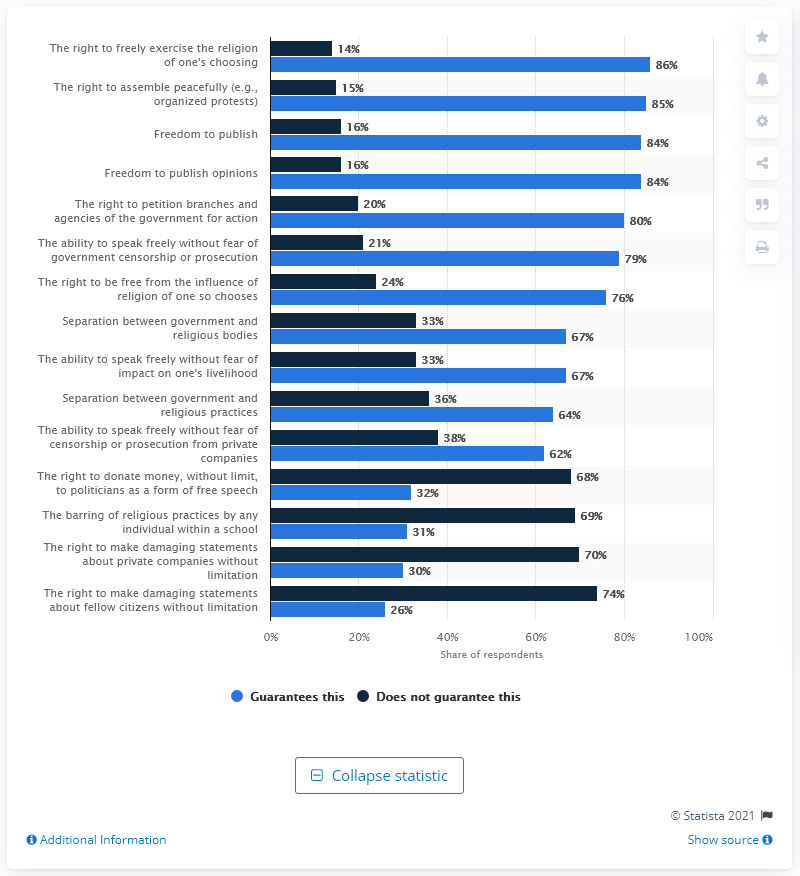 The right to freely exercise the religion
of one's choosing
14%
86%
The right to assemble peacefully (e.g.,
organized protests)
15%
85%
Freedom to publish
16%
84%
Freedom to publish opinions
16%
84%
The right to petition branches and
agencies of the government for action
20%
80%
The ability to speak freely without fear of
government censorship or prosecution
21%
79%
The right to be free from the influence of
religion of one so chooses
24%
76%
Separation between government and
religious bodies
33%
67%
The ability to speak freely without fear of
impact on one's livelihood
33%
67%
Separation between government and
religious practices
36%
64%
The ability to speak freely without fear of
censorship or prosecution from private
companies
38%
62%
The right to donate money, without limit,
to politicians as a form of free speech
68%
32%
The barring of religious practices by any
individual within a school
69%
31%
The right to make damaging statements
about private companies without
limitation
70%
30%
The right to make damaging statements
about fellow citizens without limitation
74%
26%
0% 20% 40% 60% 80% 100%
Share of respondents
Guarantees this Does not guarantee this
Collapse statistic
© Statista 2021
Additional Information Show source